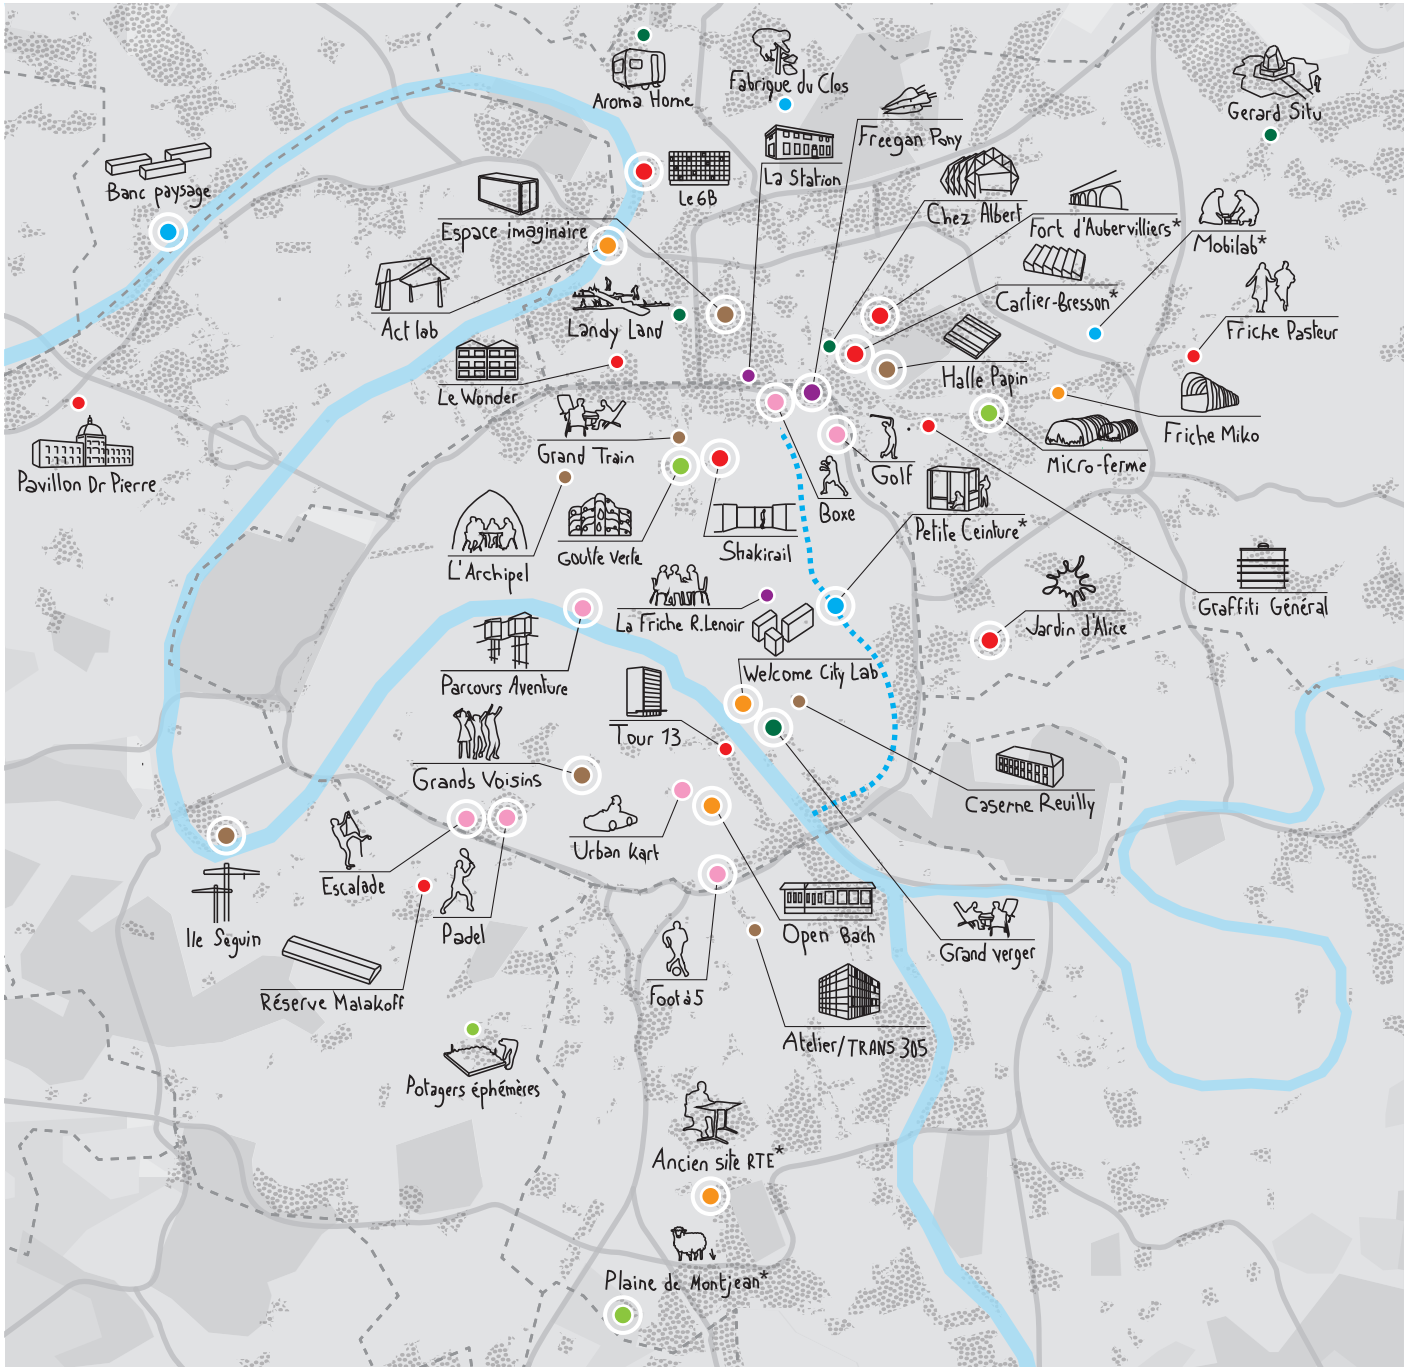 Aroma Home
Fabrique du Clos
Gerard Situ
Freegan Pony
La Station
Banc paysage
Le 6B
Chez Albert
Fort d'Aubervilliers*
Espace imaginaire
Mobilab*
Cartier-Bresson*
Act lab
Landy Land
Friche Pasteur
Halle Papin
Le Wonder
Friche Miko
Grand Train
Micro-ferme
Golf
Pavillon Dr Pierre
Boxe
Petite Ceinture*
Shakirail
Goutte verte
L'Archipel
Graffiti Général
La Friche R.Lenoir
Jardin d'Alice
Welcome City Lab
Parcours Aventure
Tour 13
Grands Voisins
Caserne Reuilly
Urban Kart
Escalade
Padel
Ile Seguin
Open Bach
Grand verger
Foot à 5
Réserve Malakoff
Atelier/TRANS 305
Potagers éphémères
Ancien site RTE*
Plaine de Montjean*